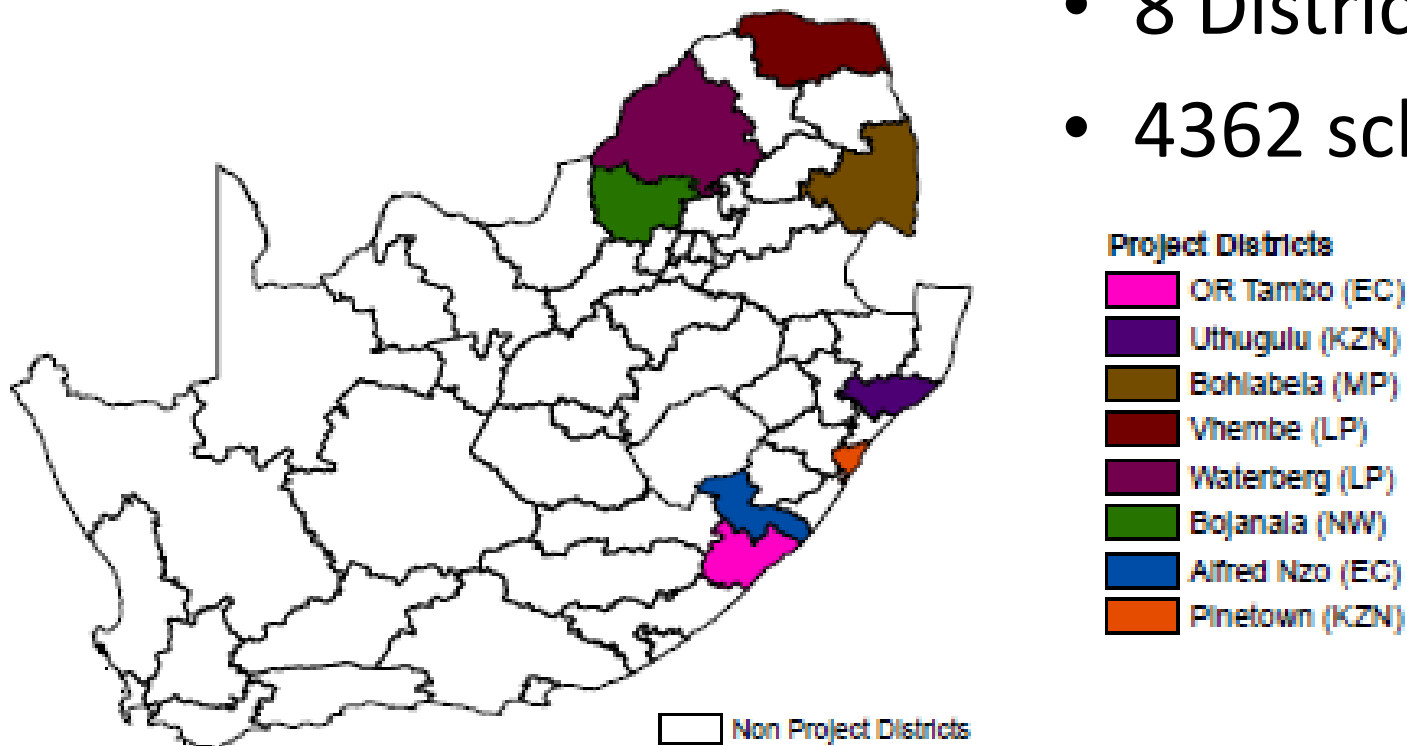 • 8 Distric
• 4362 scl
Project Districts
OR Tambo (EC)
Uthugulu (KZN)
Bohlabela (MP)
Vhembe (LP)
Waterberg (LP)
Bojanala (NW)
Alfred Nzo (EC)
Pinetown (KZN)
Non Project Districts